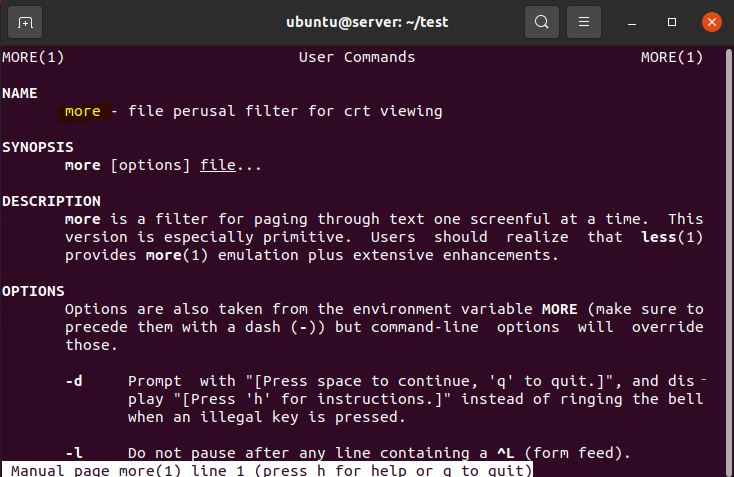 ubuntu@server: ~/test
MORE(1) User Commands MORE(1)
NAME
more - file perusal filter for crt viewing
SYNOPSIS
more [options] file...
DESCRIPTION
more is a filter for paging through text one screenful at a time. This
version is especially primitive. Users should realize that less(1)
provides more(1) emulation plus extensive enhancements.
OPTIONS
Options are also taken from the environment variable MORE (make sure to
precede them with a dash (-)) but command-line options will override
those.
-d Prompt with "[Press space to continue, 'q' to quit.]", and dis-
play "[Press 'h' for instructions.]" instead of ringing the bell
when an illegal key is pressed.
-l Do not pause after any line containing a ^L (form feed).
Manual page more(1) line 1 (press h for help or q to quit)